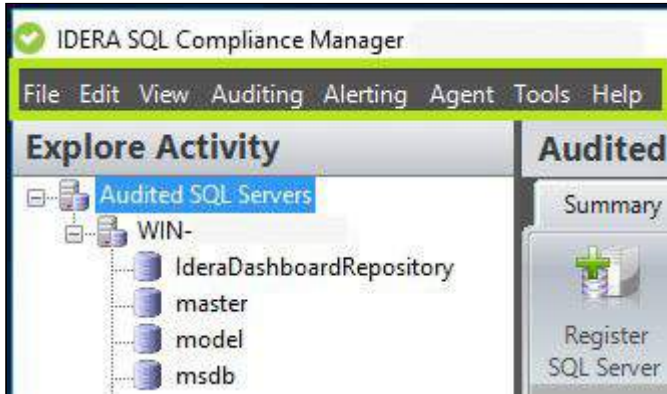 IDERA SQL Compliance Manager
File Edit View Auditing Alerting Agent Tools Help
Explore Activity
Audited
Audited SQL Servers
Summary
WIN-
IderaDashboardRepository
master
model
msdb
Register
SQL Server